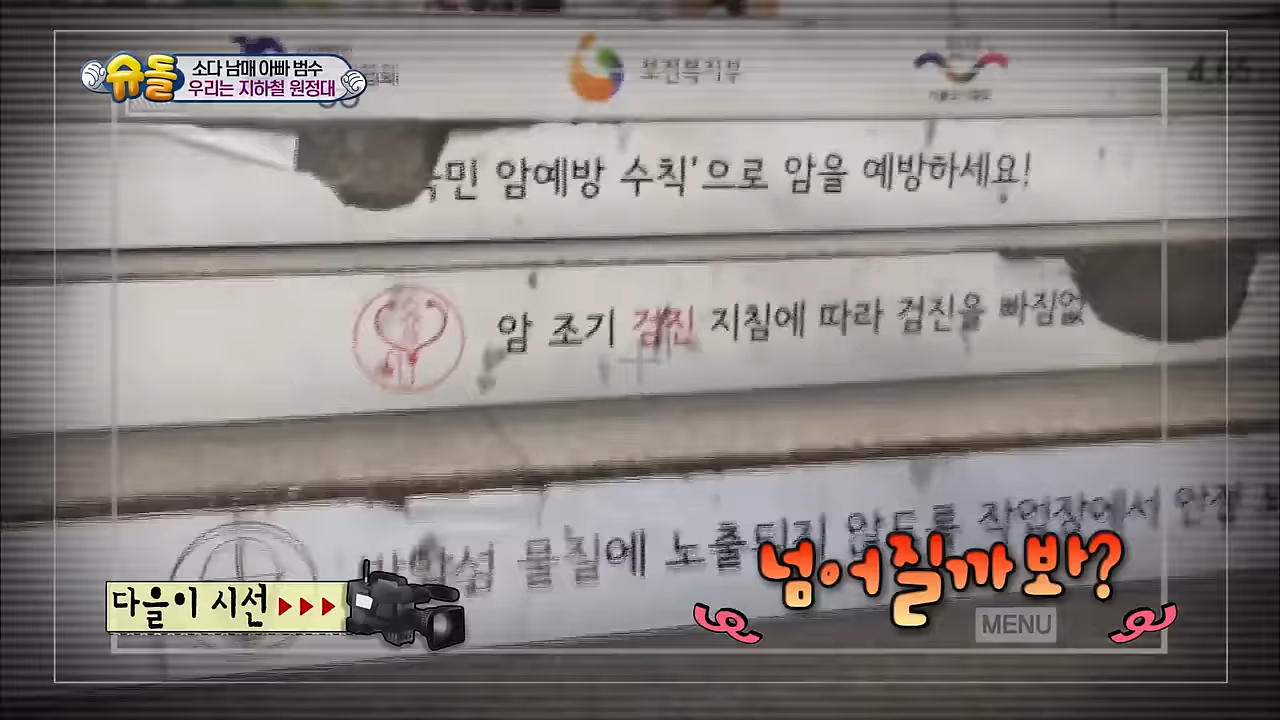 슈돌
소다 남매 아빠 범수
우리는 지하철 원정대
보건복지부
민 암예방 수칙'으로 암을 예방하세요!
암 조기 검진 지침에 따라 검진을 빠짐없
발암성 물질에 노출되지 않도록 작업장에서 안전
넘어질까 봐?
다을이 시선
MENU